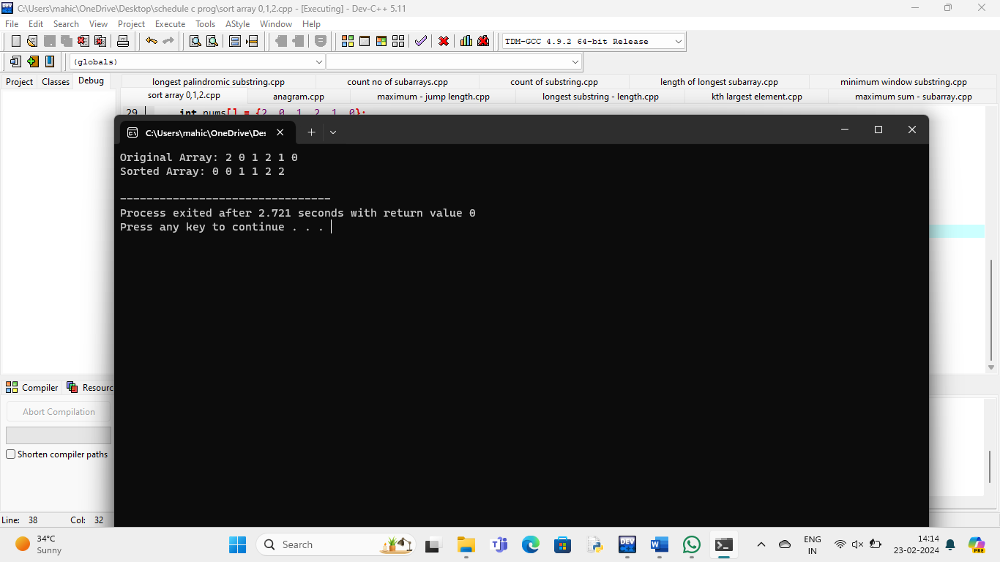 C:\Users\mahic\OneDrive\Desktop\schedule c prog\sort array 0,1,2.cpp - [Executing] - Dev-C++ 5.11
File Edit Search View Project Execute Tools AStyle Window Help
TDM-GCC 4.9.2 64-bit Release
(globals)
Project Classes Debug
longest palindromic substring.cpp count no of subarrays.cpp count of substring.cpp length of longest subarray.cpp minimum window substring.cpp
sort array 0,1,2.cpp anagram.cpp maximum - jump length.cpp longest substring - length.cpp kth largest element.cpp maximum sum - subarray.cpp
29 int nums[] = {2, 0, 1, 2, 1, 0};
C:\Users\mahic\OneDrive\Des
Original Array: 2 0 1 2 1 0
Sorted Array: 0 0 1 1 2 2
--------------------------------
Process exited after 2.721 seconds with return value 0
Press any key to continue . . .
Compiler Resourc
Abort Compilation
Shorten compiler paths
Line: 38 Col: 32
34°C
Sunny
Search
DEV
ENG
IN
14:14
23-02-2024
PRE